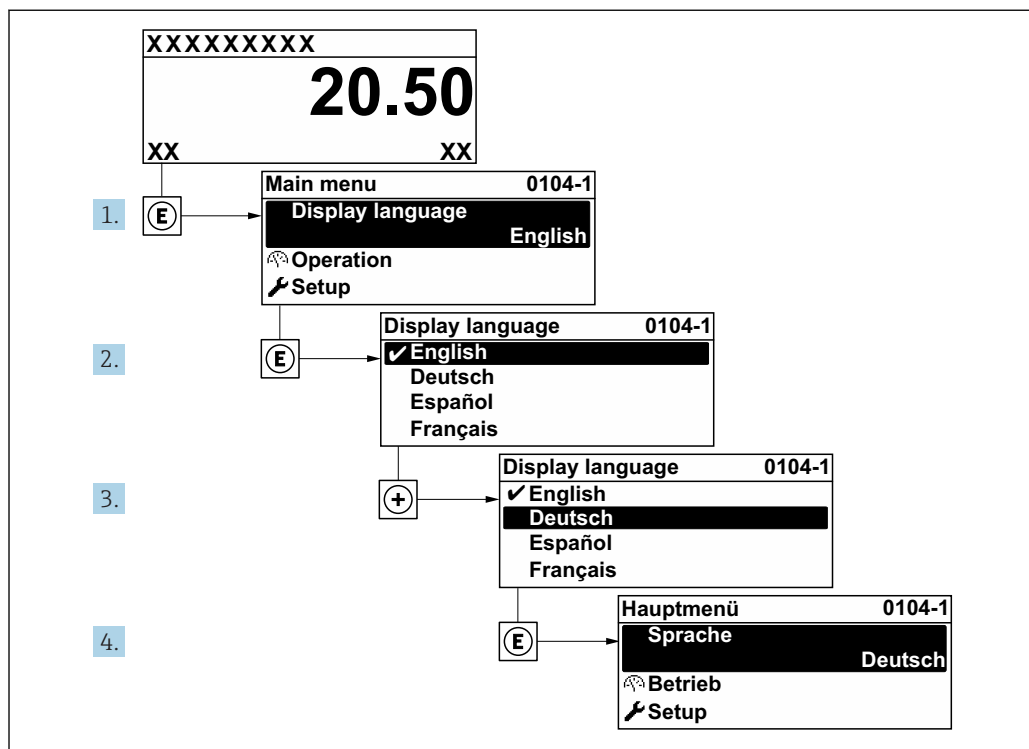 XXXXXXXXX
20.50
XX XX
1. E
Main menu 0104-1
Display language
English
Operation
Setup
2. E
Display language 0104-1
✔English
Deutsch
Español
Français
3. +
Display language 0104-1
✔English
Deutsch
Español
Français
4. E
Hauptmenü 0104-1
Sprache
Deutsch
Betrieb
Setup